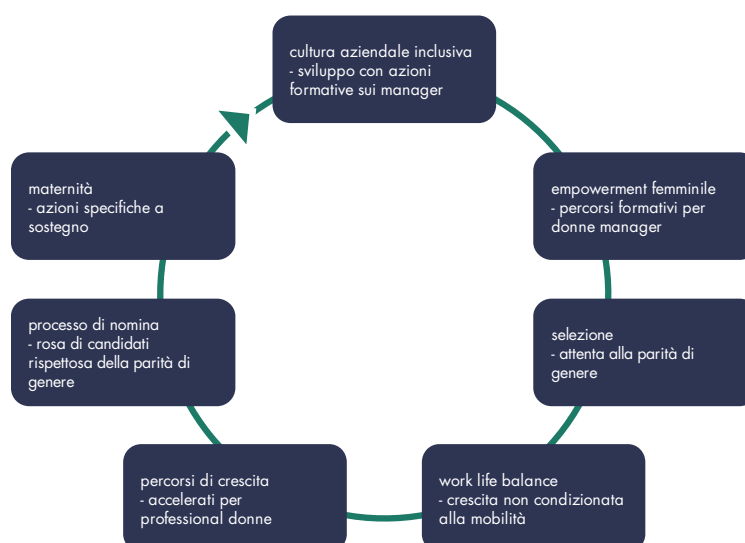 cultura aziendale inclusiva
- sviluppo con azioni
formative sui manager
empowerment femminile
- percorsi formativi per
donne manager
selezione
- attenta alla parità di
genere
work life balance
- crescita non condizionata
alla mobilità
percorsi di crescita
- accelerati per
professional donne
processo di nomina
- rosa di candidati
rispettosa della parità di
genere
maternità
- azioni specifiche a
sostegno